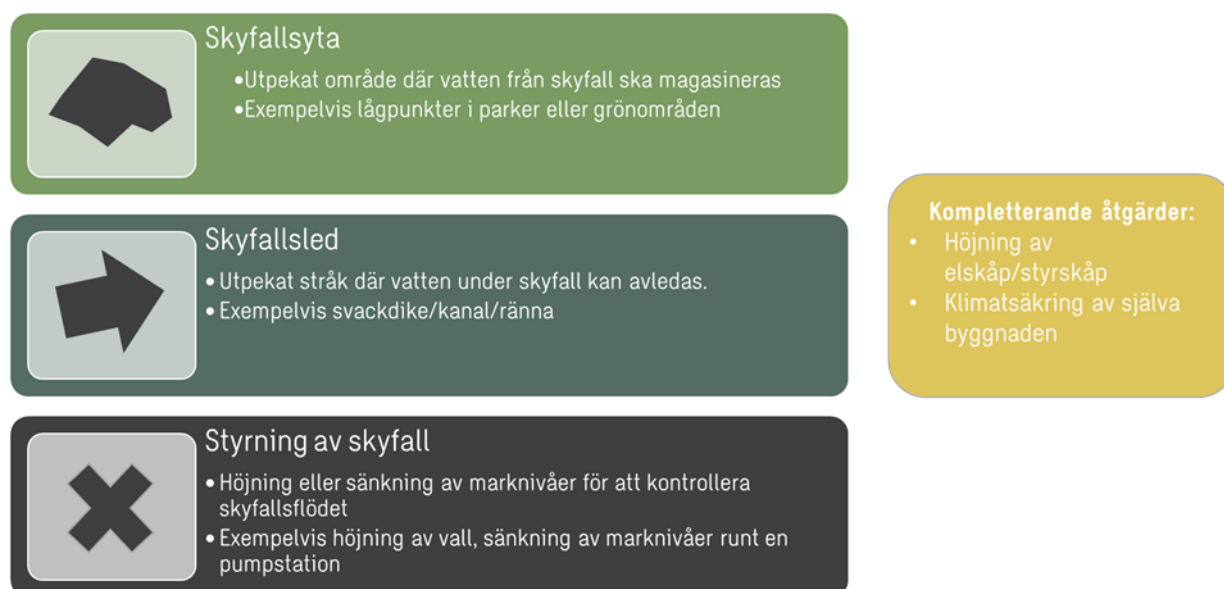 Skyfallsyta
•Utpekat område där vatten från skyfall ska magasineras
•Exempelvis lågpunkter i parker eller grönområden
Skyfallsled
• Utpekat stråk där vatten under skyfall kan avledas.
• Exempelvis svackdike/kanal/ränna
Styrning av skyfall
• Höjning eller sänkning av marknivåer för att kontrollera
skyfallsflödet
• Exempelvis höjning av vall, sänkning av marknivåer runt en
pumpstation
Kompletterande åtgärder:
• Höjning av
elskåp/styrskåp
• Klimatsäkring av själva
byggnaden